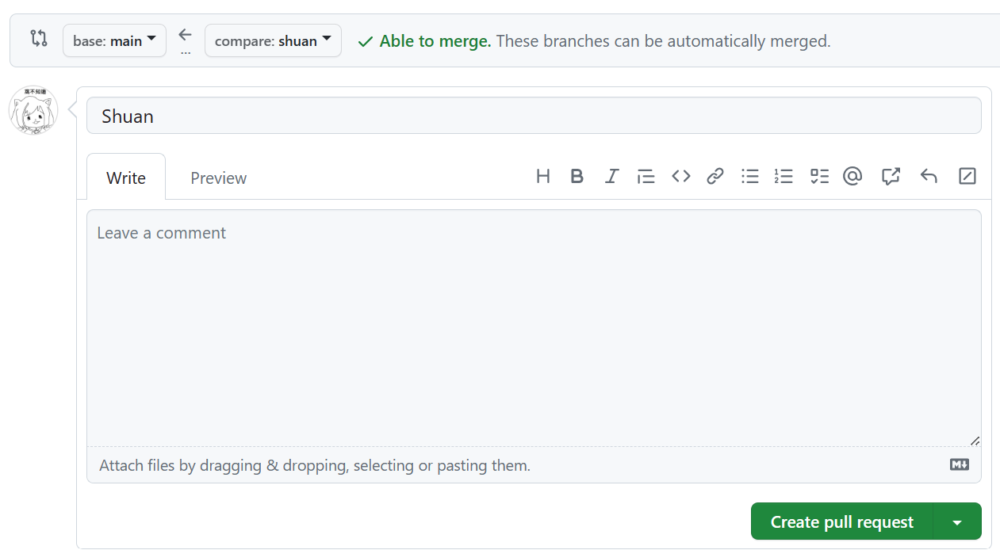 base: main ← compare: shuan ✓ Able to merge. These branches can be automatically merged.
...
Shuan
Write Preview
Leave a comment
Attach files by dragging & dropping, selecting or pasting them.
Create pull request